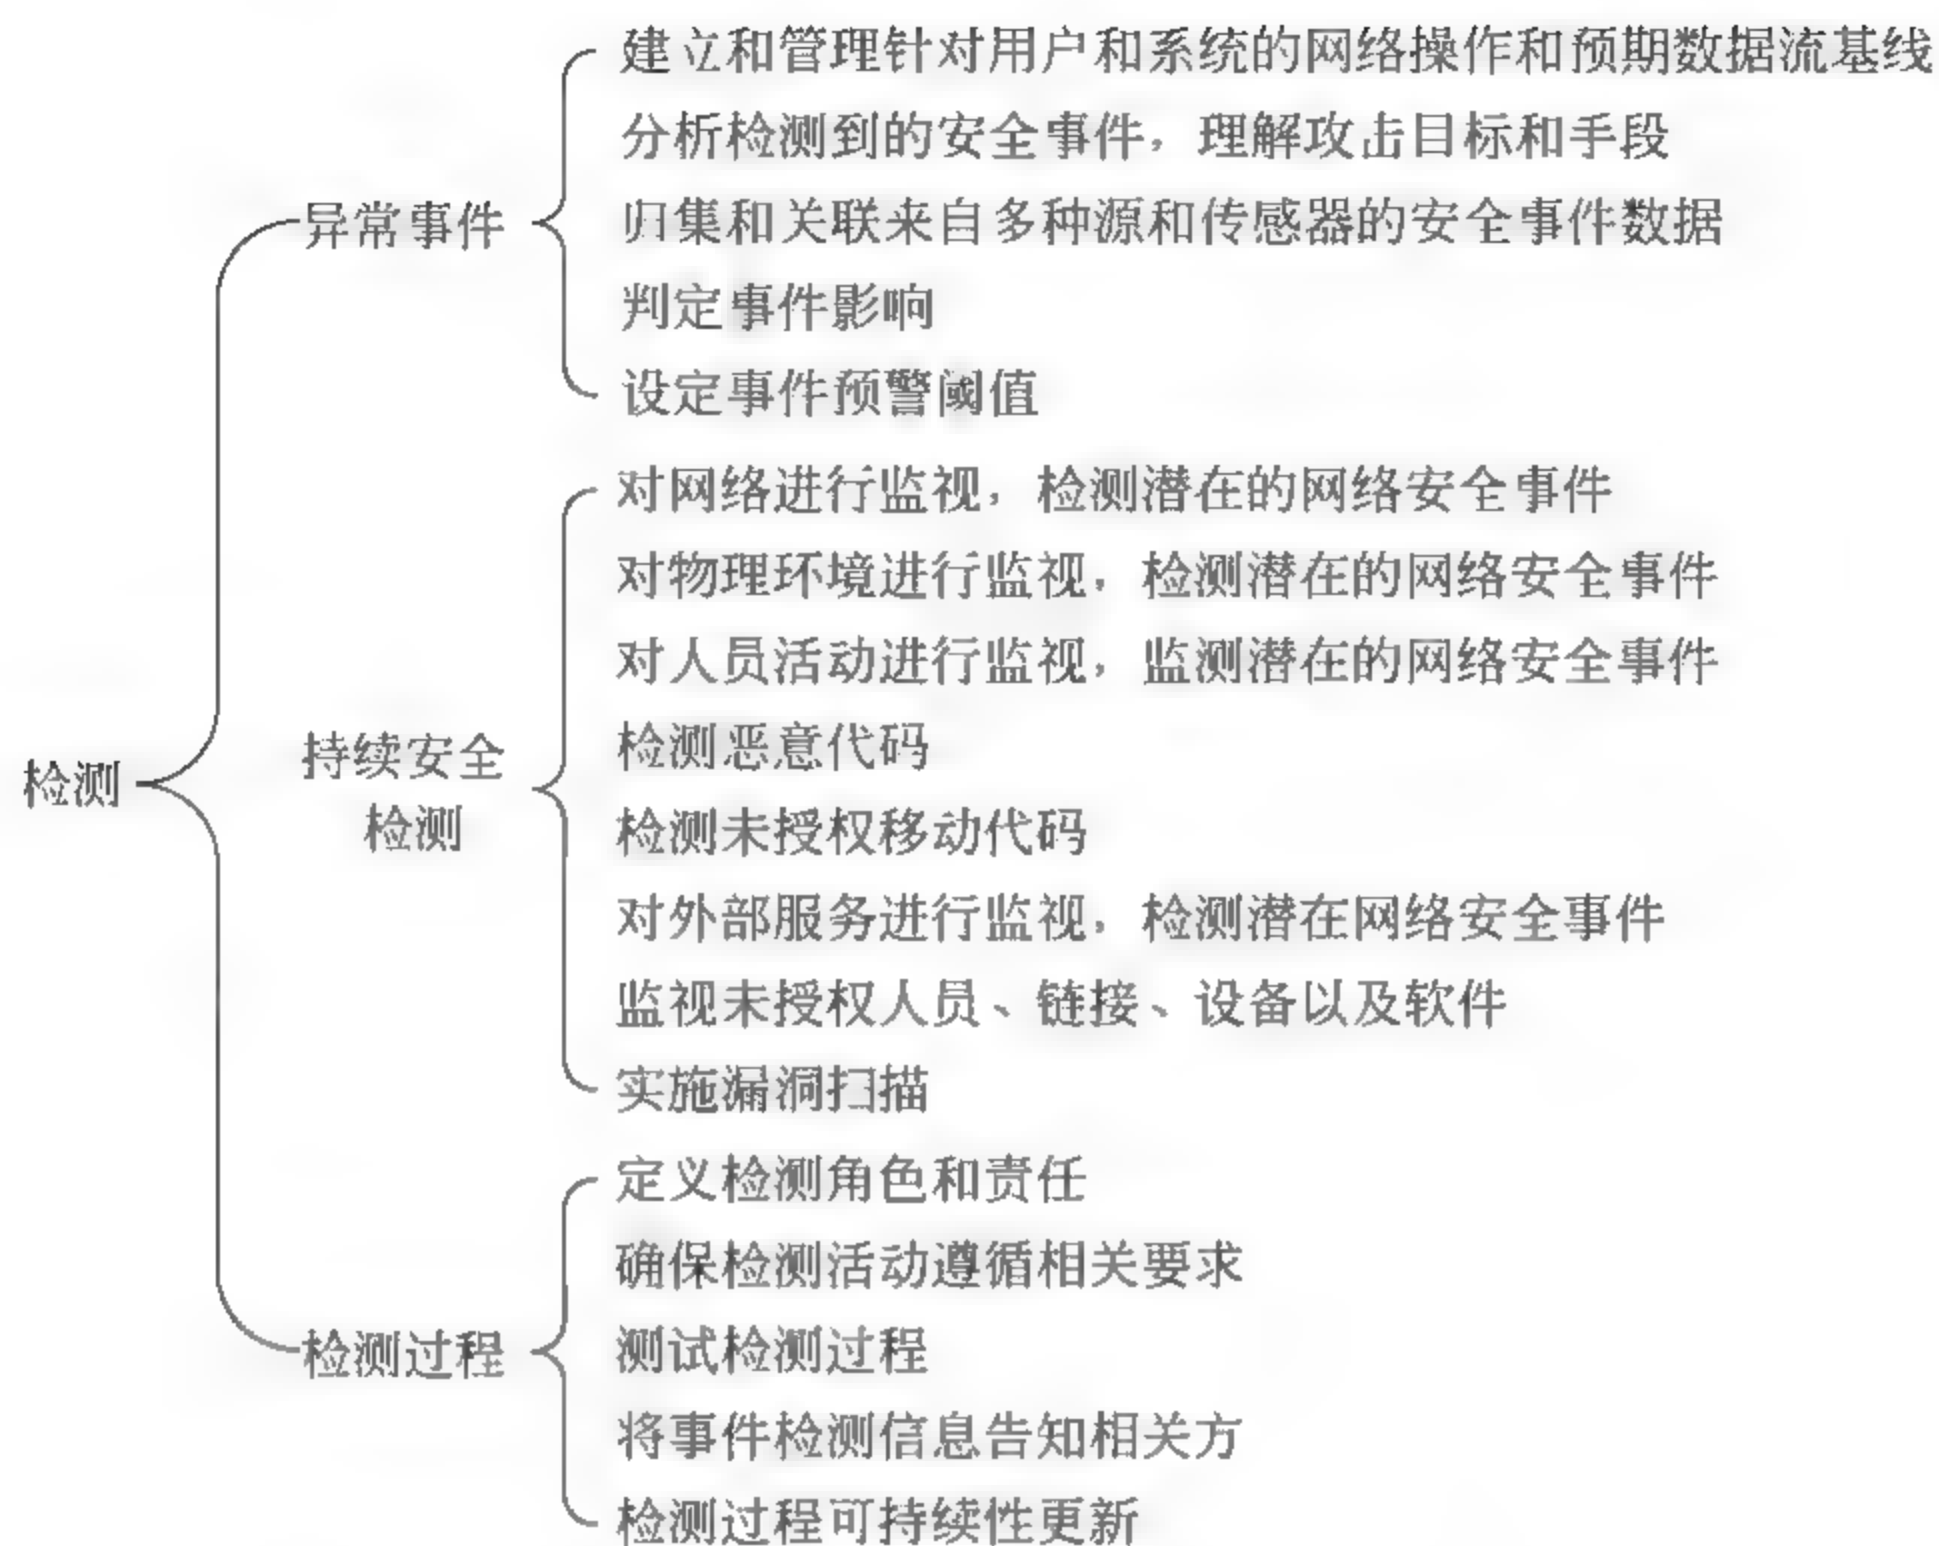 检测
异常事件
建立和管理针对用户和系统的网络操作和预期数据流基线
分析检测到的安全事件，理解攻击目标和手段
归集和关联来自多种源和传感器的安全事件数据
判定事件影响
设定事件预警阈值
持续安全
检测
对网络进行监视，检测潜在的网络安全事件
对物理环境进行监视，检测潜在的网络安全事件
对人员活动进行监视，监测潜在的网络安全事件
检测恶意代码
检测未授权移动代码
对外部服务进行监视，检测潜在网络安全事件
监视未授权人员、链接、设备以及软件
实施漏洞扫描
检测过程
定义检测角色和责任
确保检测活动遵循相关要求
测试检测过程
将事件检测信息告知相关方
检测过程可持续性更新